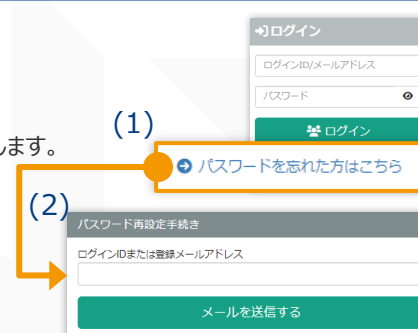 ログイン
ログインID/メールアドレス
パスワード
ログイン
(1)
します。
パスワードを忘れた方はこちら
(2)
パスワード再設定手続き
ログインIDまたは登録メールアドレス
メールを送信する